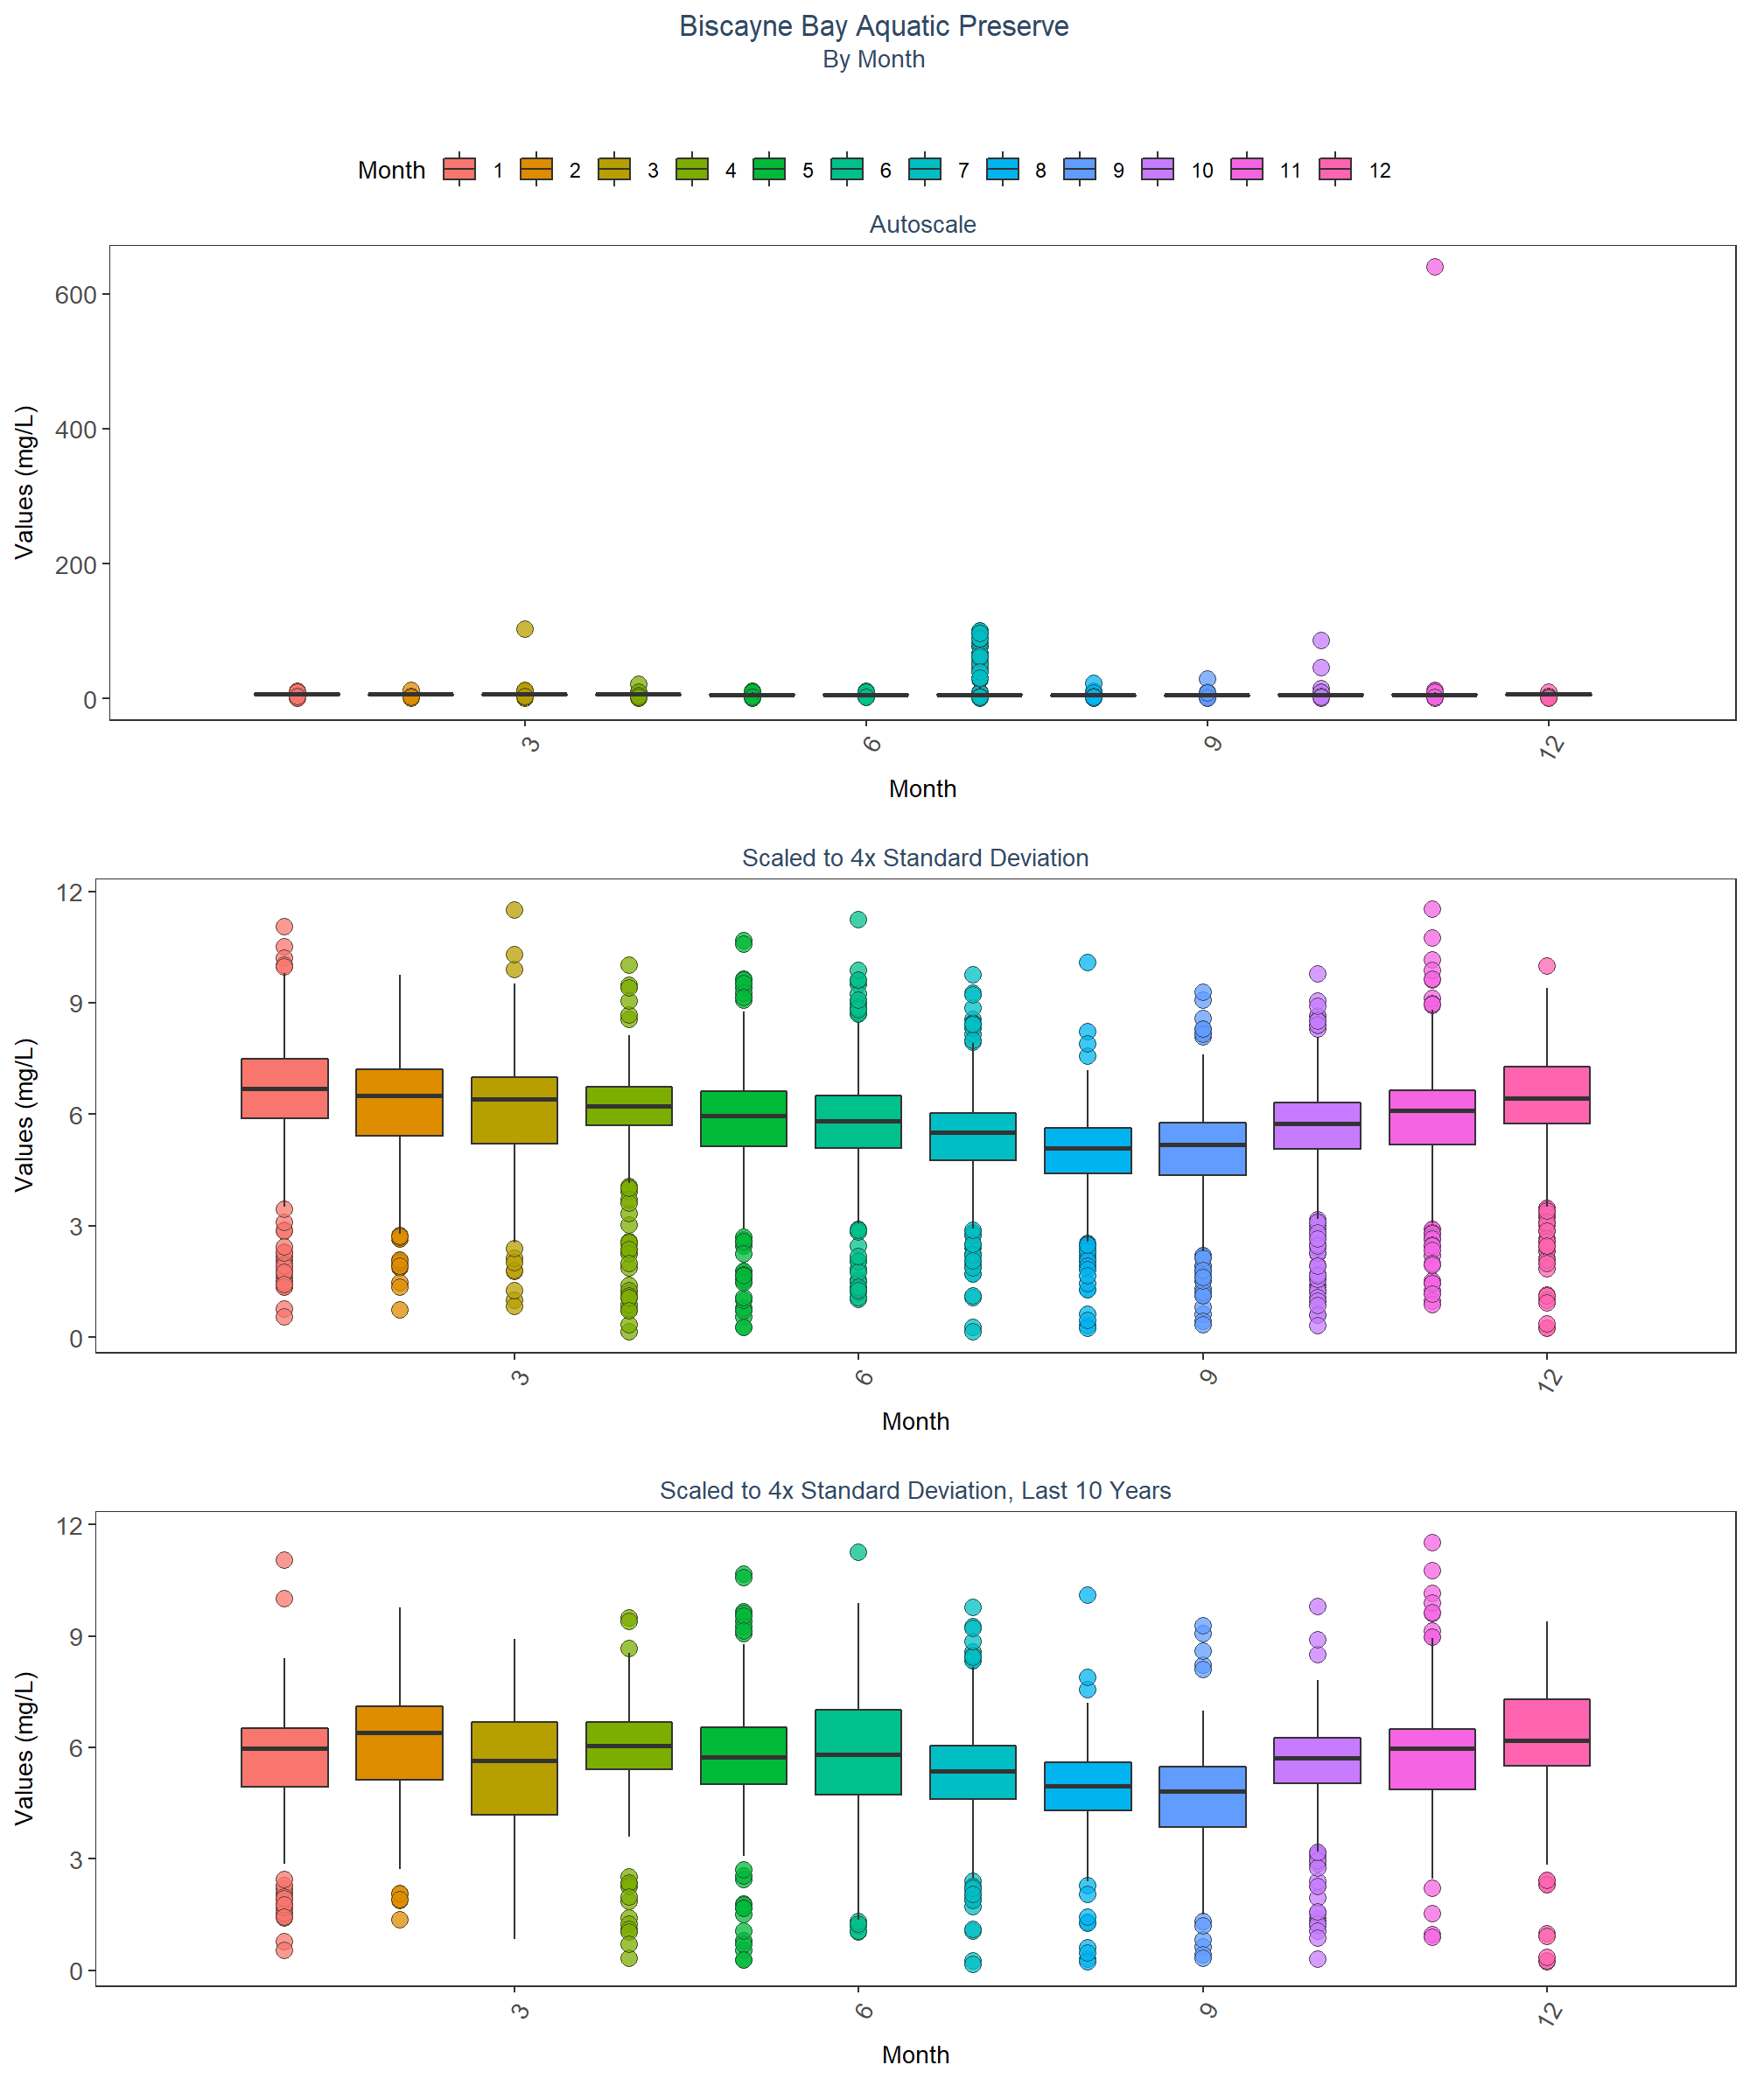 Biscayne Bay Aquatic Preserve
By Month
Month 1 2 3 4 5 6 7 8 9 10 11 12
Autoscale
Values (mg/L)
600
400
200
0
3 6 9 12
Month
Scaled to 4x Standard Deviation
Values (mg/L)
12
9
6
3
0
3 6 9 12
Month
Scaled to 4x Standard Deviation, Last 10 Years
Values (mg/L)
12
9
6
3
0
3 6 9 12
Month